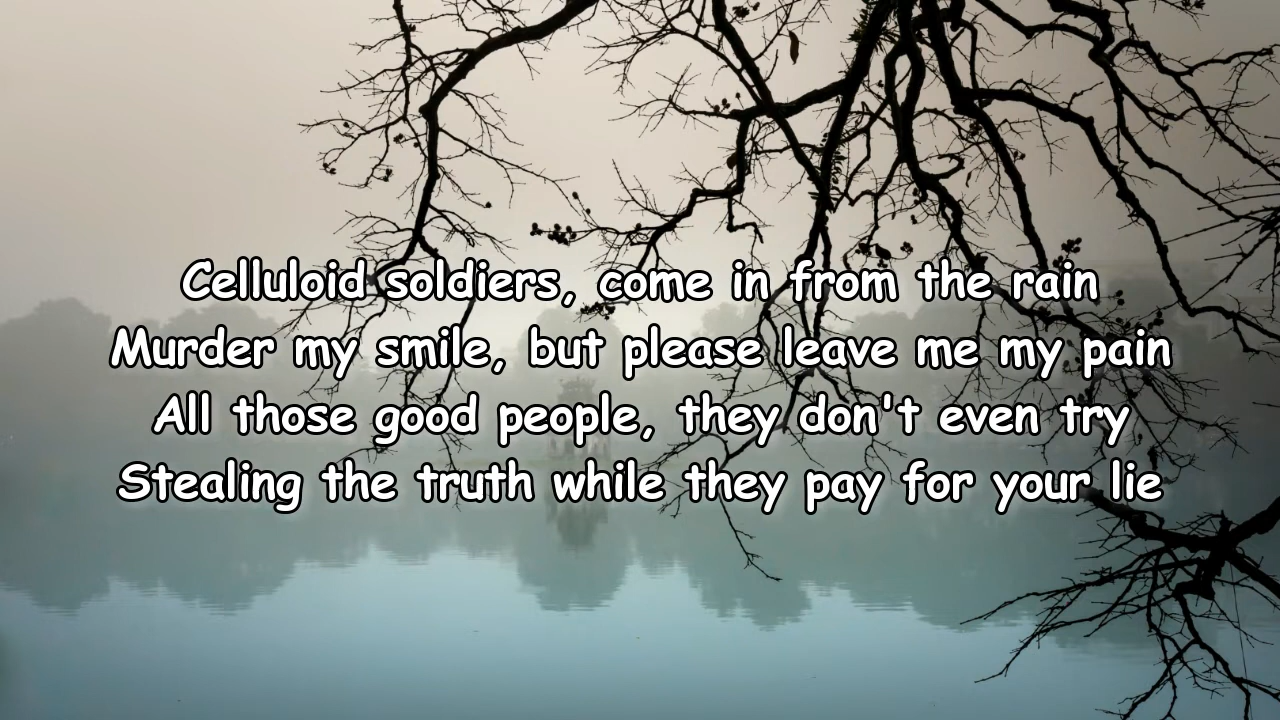 Celluloid soldiers, come in from the rain
Murder my smile, but please leave me my pain
All those good people, they don't even try
Stealing the truth while they pay for your lie